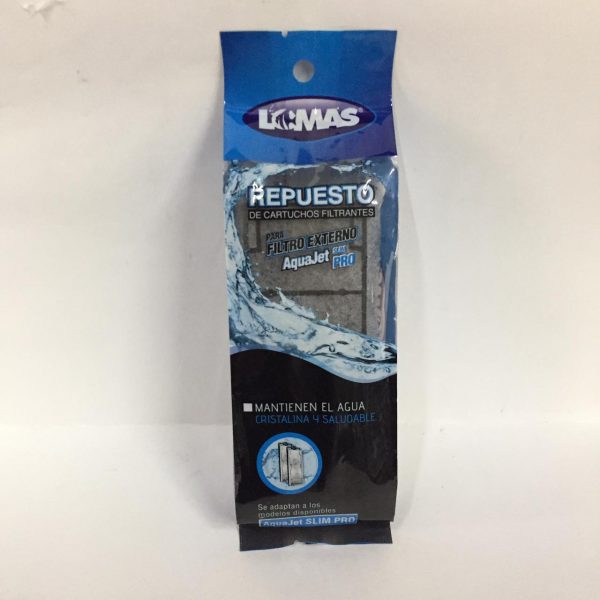 LOMAS®
REPUESTO
DE CARTUCHOS FILTRANTES
PARA
FILTRO EXTERNO
AquaJet SLIM PRO
MANTIENEN EL AGUA
CRISTALINA Y SALUDABLE
Se adaptan a los
modelos disponibles
AquaJet SLIM PRO